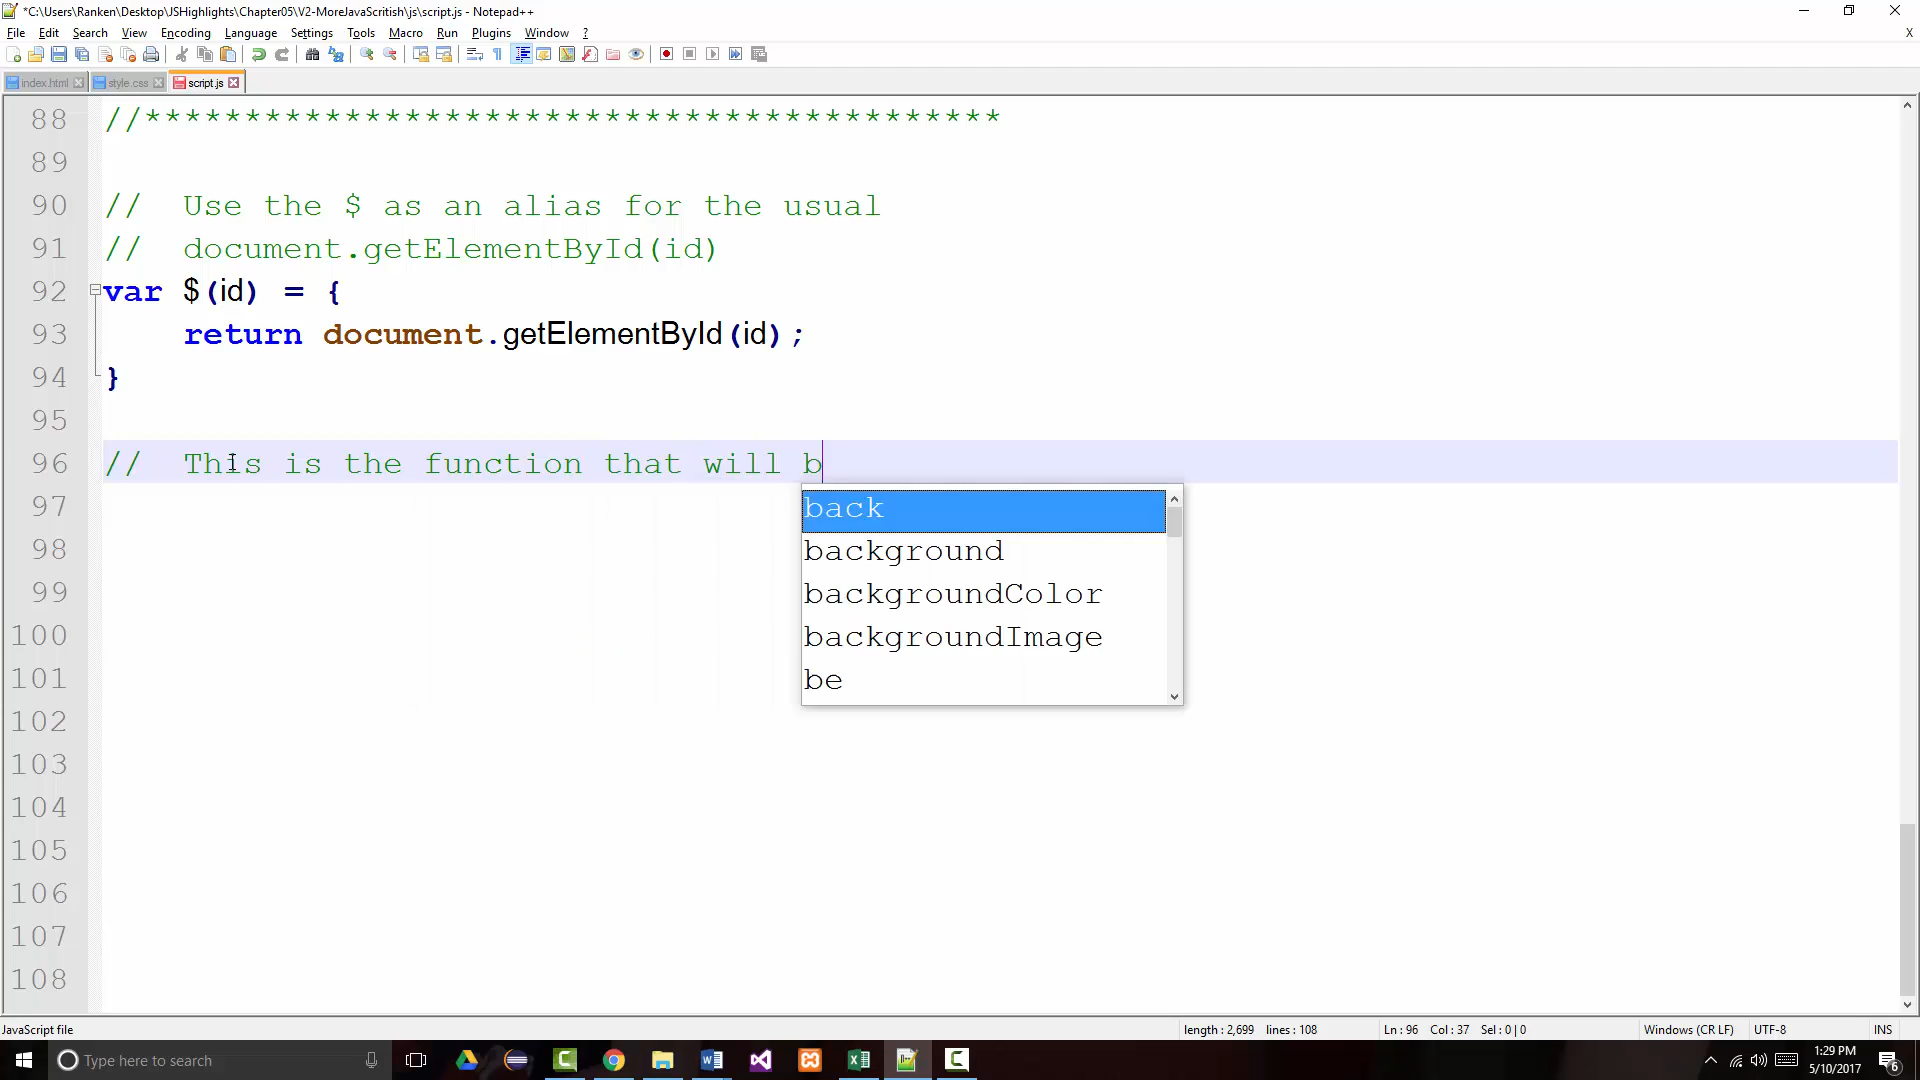 *C:\Users\Ranken\Desktop\JSHighlights\Chapter05\V2-MoreJavaScritish\js\script.js - Notepad++
File Edit Search View Encoding Language Settings Tools Macro Run Plugins Window ? X
index.html style.css script.js
88 //*******************************************
89
90 // Use the $ as an alias for the usual
91 // document.getElementById(id)
92 var $(id) = {
93 return document.getElementById(id);
94 }
95
96 // This is the function that will b
97 back
98 background
99 backgroundColor
100 backgroundImage
101 be
102
103
104
105
106
107
108
JavaScript file length : 2,699 lines : 108 Ln : 96 Col : 37 Sel : 0 | 0 Windows (CR LF) UTF-8 INS
Type here to search 1:29 PM
5/10/2017 6